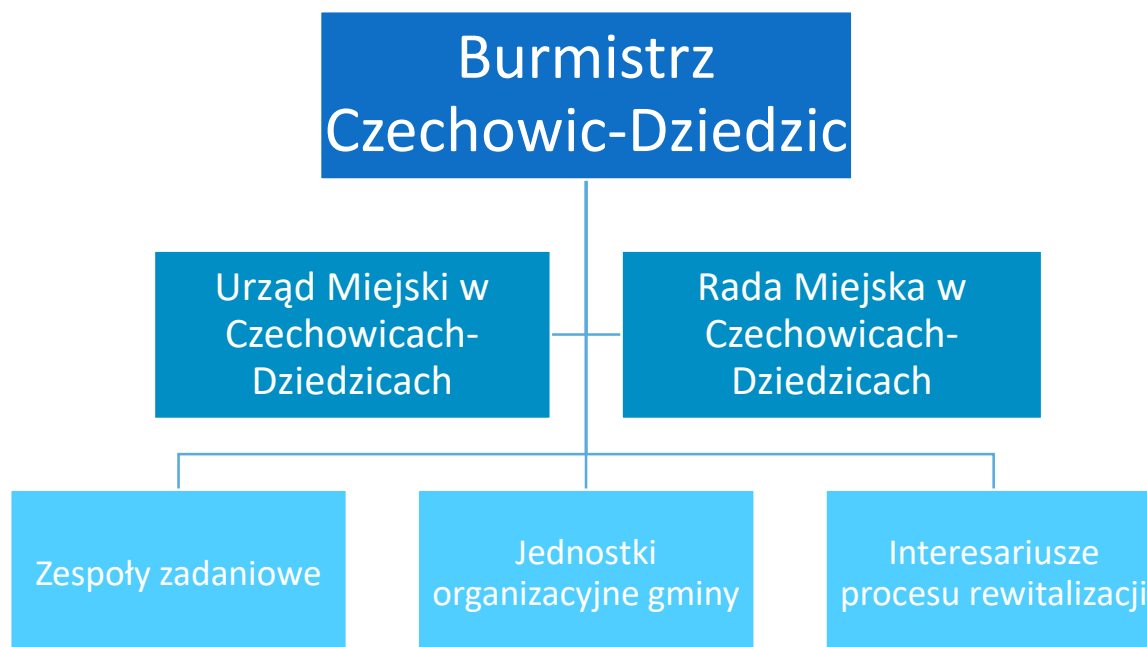 Burmistrz
Czechowic-Dziedzic
Urząd Miejski w
Czechowicach-
Dziedzicach
Rada Miejska w
Czechowicach-
Dziedzicach
Zespoły zadaniowe
Jednostki
organizacyjne gminy
Interesariusze
procesu rewitalizacji